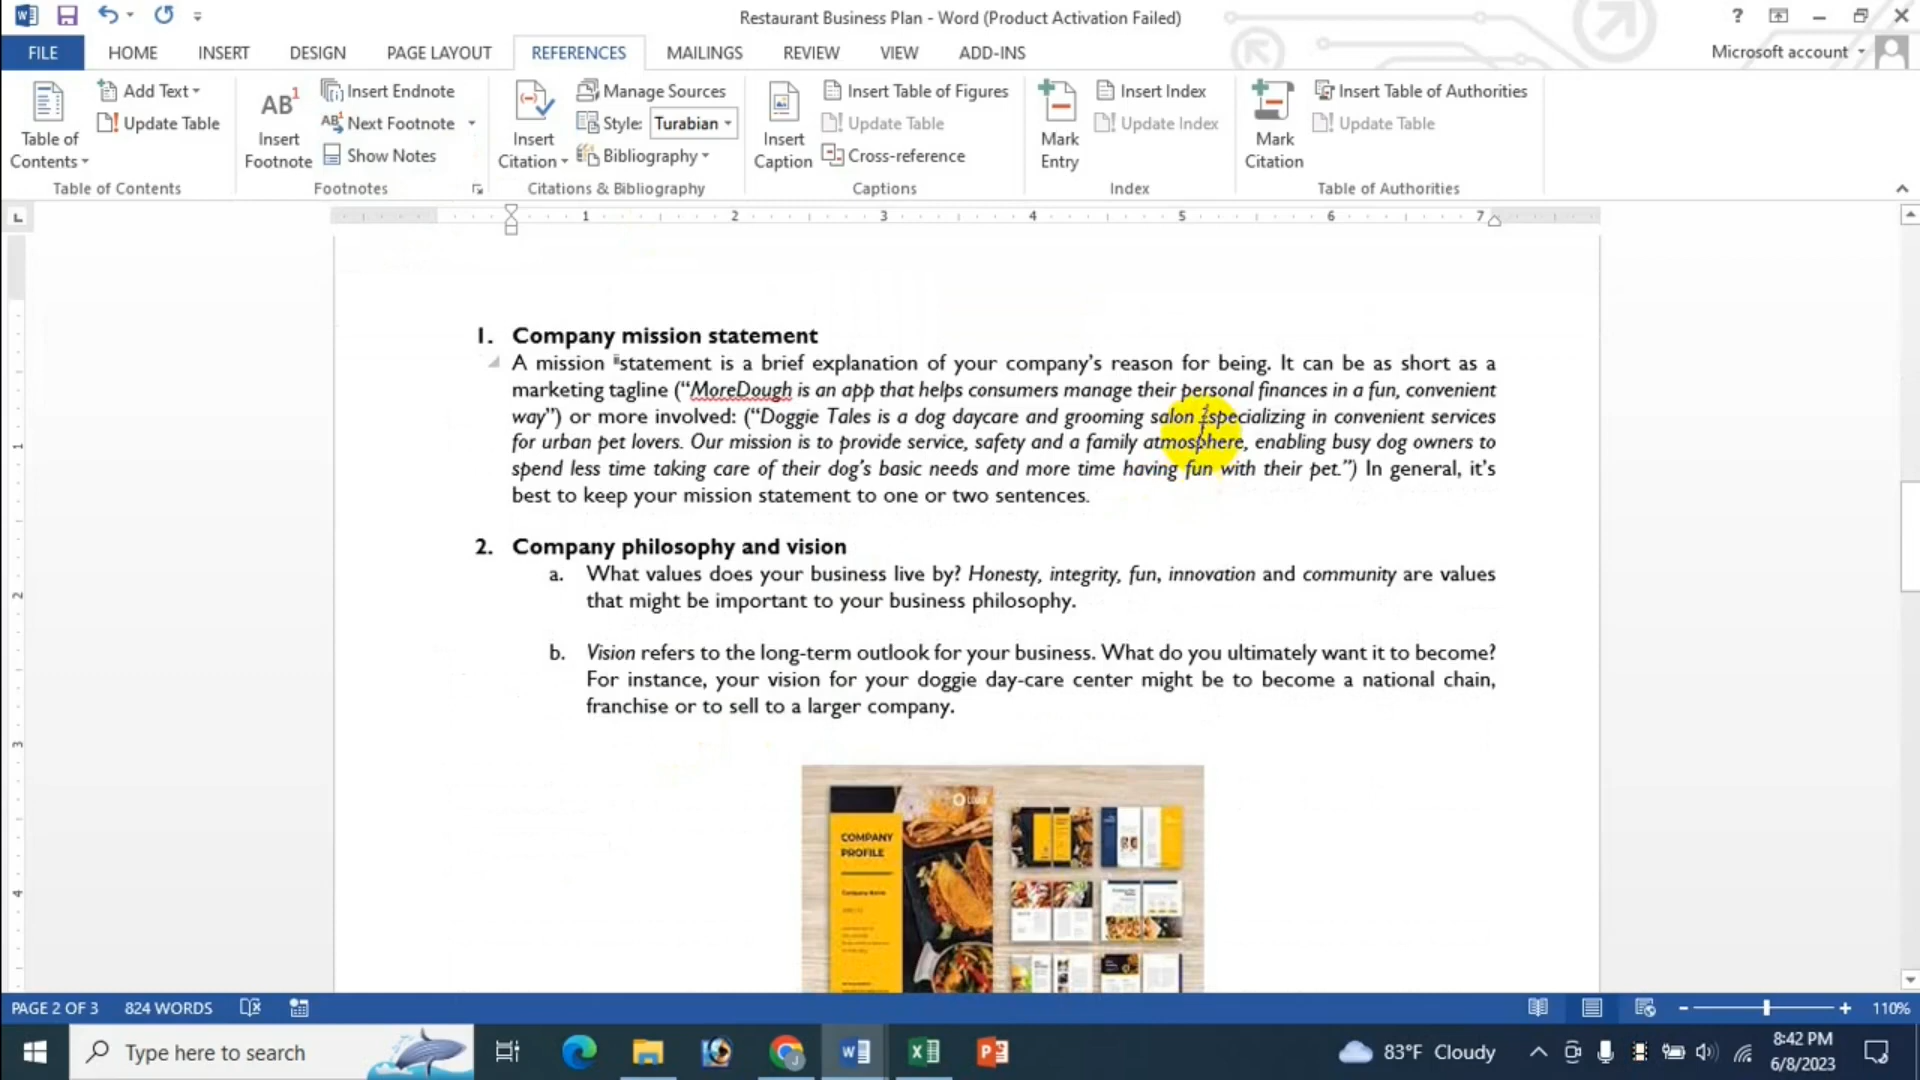 Restaurant Business Plan - Word (Product Activation Failed)
FILE HOME INSERT DESIGN PAGE LAYOUT REFERENCES MAILINGS REVIEW VIEW ADD-INS Microsoft account
Table of Contents
Add Text
Update Table
Table of Contents
AB1 Insert Footnote
Insert Endnote
Next Footnote
Show Notes
Footnotes
Insert Citation
Manage Sources
Style: Turabian
Bibliography
Citations & Bibliography
Insert Caption
Insert Table of Figures
Update Table
Cross-reference
Captions
Mark Entry
Insert Index
Update Index
Index
Mark Citation
Insert Table of Authorities
Update Table
Table of Authorities
1 2 3 4 5 6 7
1. Company mission statement
A mission statement is a brief explanation of your company’s reason for being. It can be as short as a
marketing tagline (“MoreDough is an app that helps consumers manage their personal finances in a fun, convenient
way”) or more involved: (“Doggie Tales is a dog daycare and grooming salon specializing in convenient services
for urban pet lovers. Our mission is to provide service, safety and a family atmosphere, enabling busy dog owners to
spend less time taking care of their dog’s basic needs and more time having fun with their pet.”) In general, it’s
best to keep your mission statement to one or two sentences.
2. Company philosophy and vision
a. What values does your business live by? Honesty, integrity, fun, innovation and community are values
that might be important to your business philosophy.
b. Vision refers to the long-term outlook for your business. What do you ultimately want it to become?
For instance, your vision for your doggie day-care center might be to become a national chain,
franchise or to sell to a larger company.
COMPANY
PROFILE
Company Name
1
2
3
4
PAGE 2 OF 3 824 WORDS 110%
Type here to search
83°F Cloudy
8:42 PM
6/8/2023